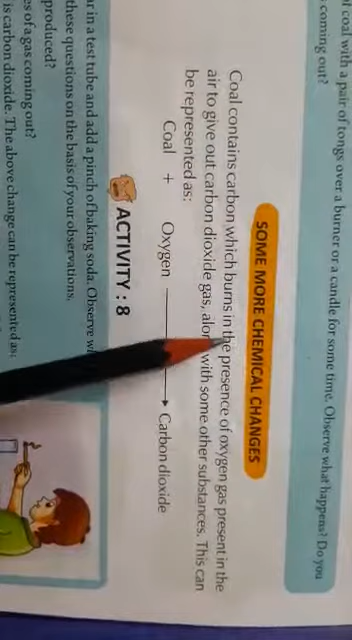 of coal with a pair of tongs over a burner or a candle for some time. Observe what happens? Do you
coming out?
SOME MORE CHEMICAL CHANGES
Coal contains carbon which burns in the presence of oxygen gas present in the
air to give out carbon dioxide gas, along with some other substances. This can
be represented as:
Coal + Oxygen → Carbon dioxide
ACTIVITY : 8
in a test tube and add a pinch of baking soda. Observe
these questions on the basis of your observations.
produced?
of a gas coming out?
is carbon dioxide. The above change can be represented as: